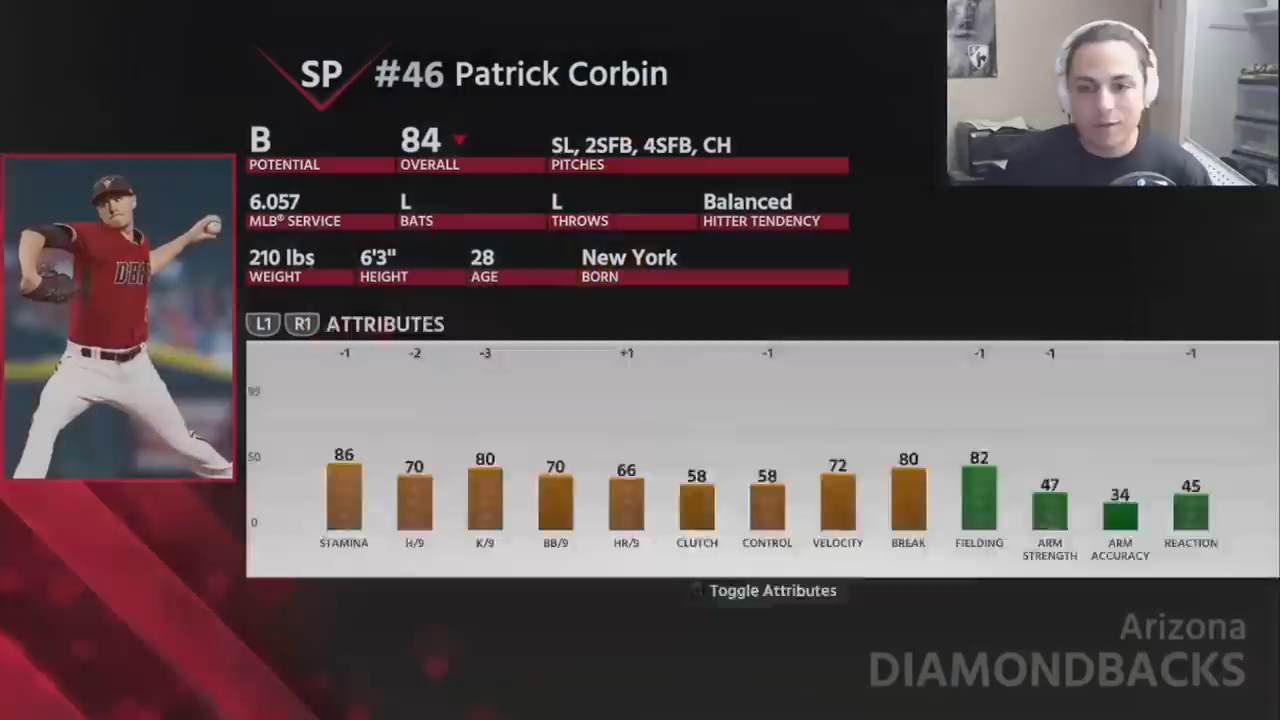 SP #46 Patrick Corbin
B 84 SL, 2SFB, 4SFB, CH
POTENTIAL OVERALL PITCHES
6.057 L L Balanced
MLB® SERVICE BATS THROWS HITTER TENDENCY
210 lbs 6'3" 28 New York
WEIGHT HEIGHT AGE BORN
L1 R1 ATTRIBUTES
-1 -2 -3 +1 -1 -1 -1 -1
99
50
0
86 70 80 70 66 58 58 72 80 82 47 34 45
STAMINA H/9 K/9 BB/9 HR/9 CLUTCH CONTROL VELOCITY BREAK FIELDING ARM STRENGTH ARM ACCURACY REACTION
Toggle Attributes
Arizona
DIAMONDBACKS